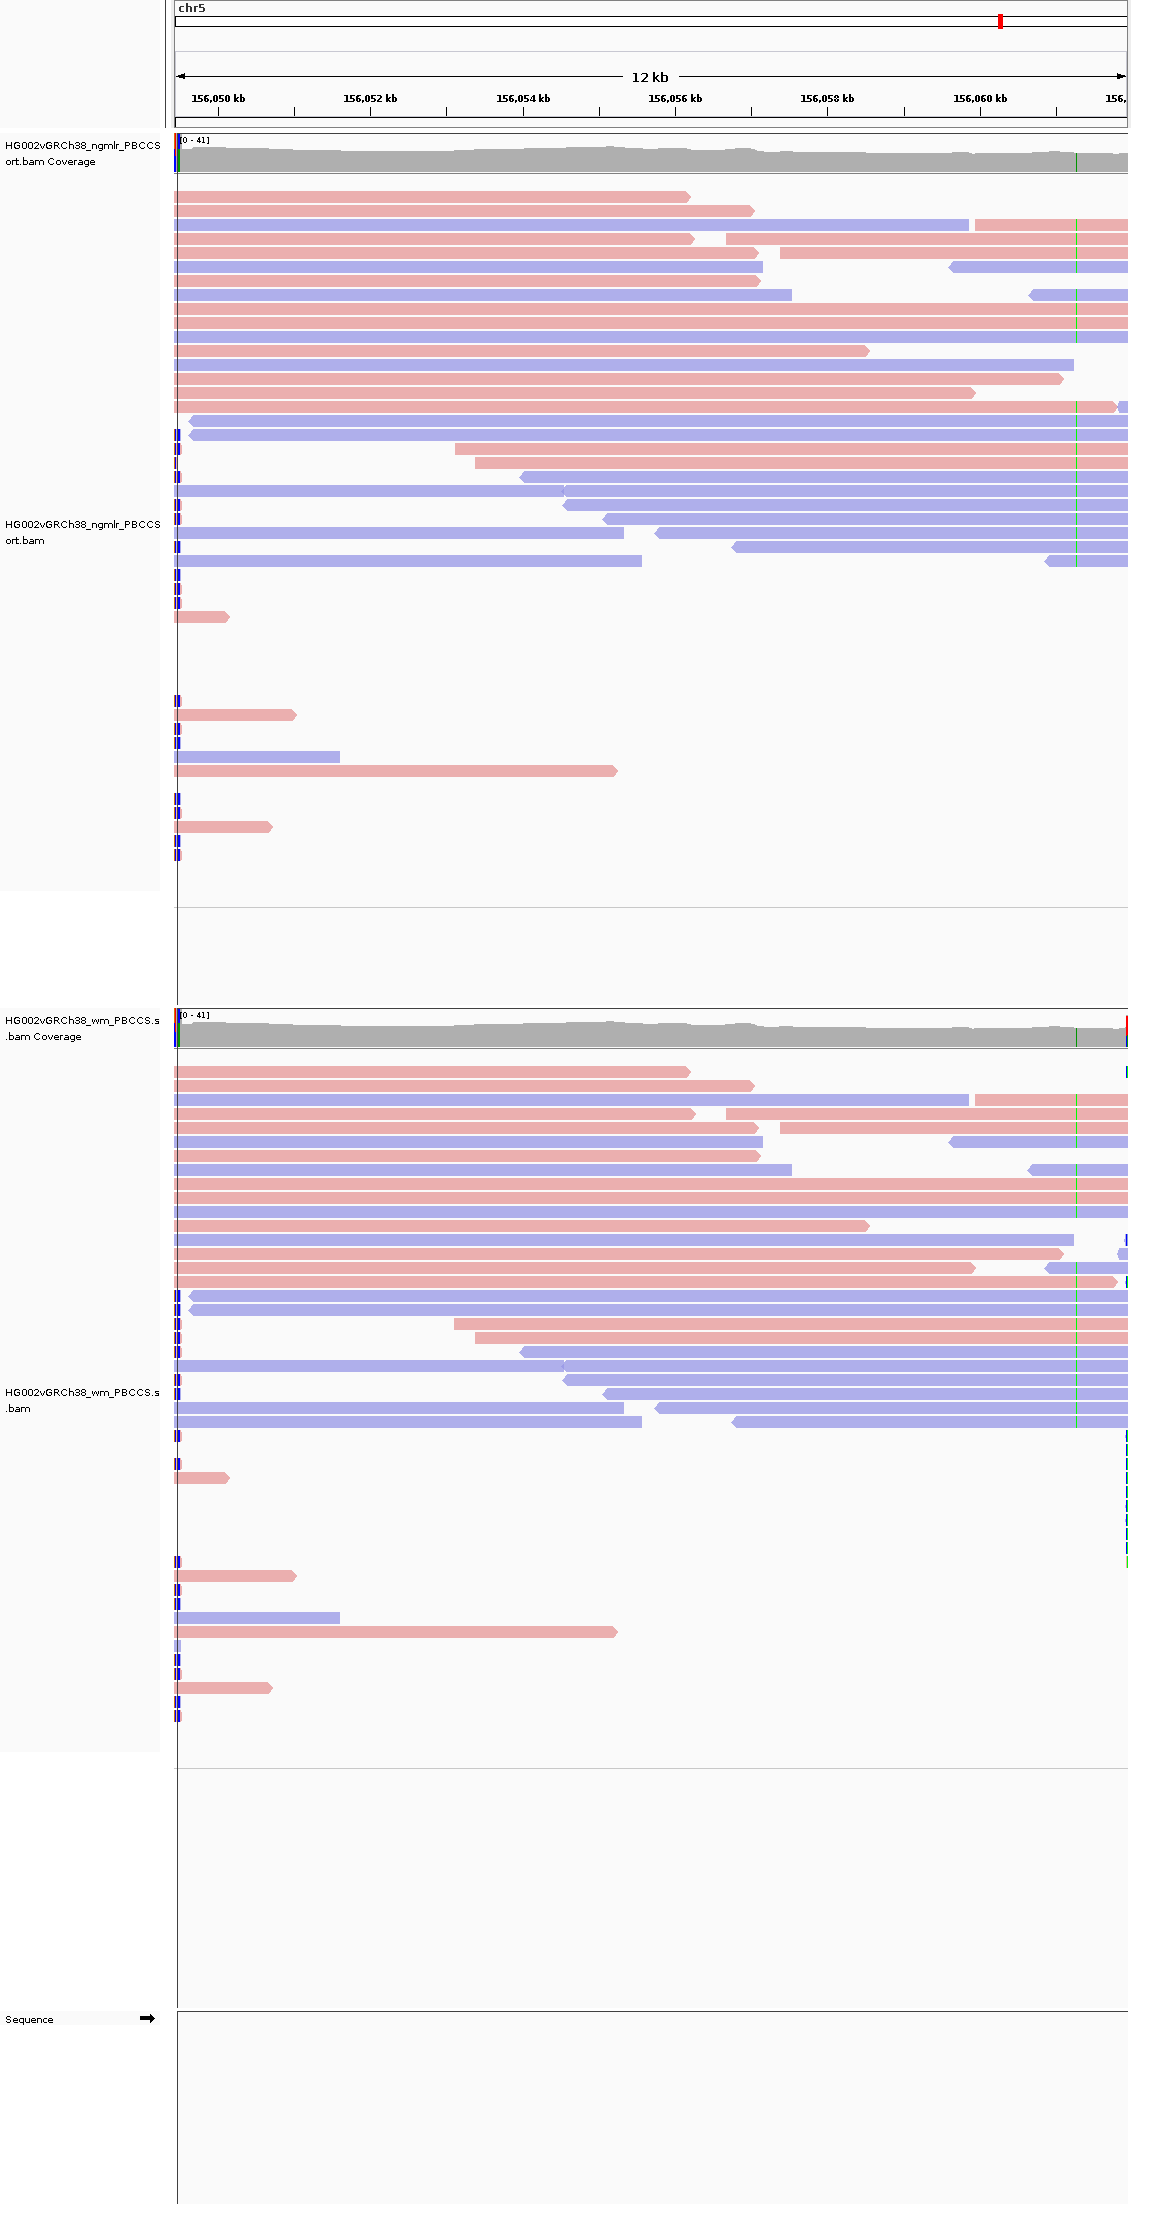 chr5
12 kb
156,050 kb 156,052 kb 156,054 kb 156,056 kb 156,058 kb 156,060 kb 156,
HG002vGRCh38_ngmlr_PBCCS
ort.bam Coverage
[0 - 41]
HG002vGRCh38_ngmlr_PBCCS
ort.bam
HG002vGRCh38_wm_PBCCS.s
.bam Coverage
[0 - 41]
HG002vGRCh38_wm_PBCCS.s
.bam
Sequence